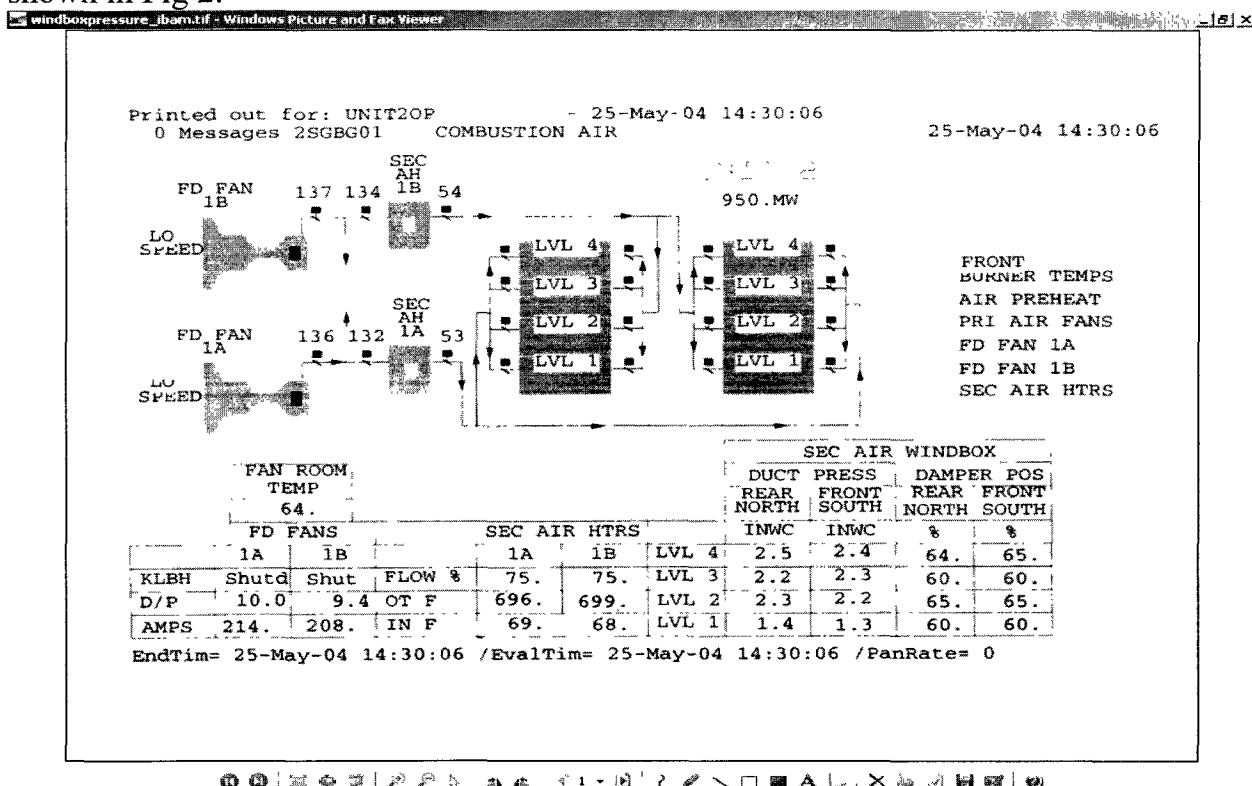 shown in Fig 2.
windboxpressure_jbam.tif - Windows Picture and Fax Viewer
Printed out for: UNIT2OP - 25-May-04 14:30:06
0 Messages 2SGBG01 COMBUSTION AIR 25-May-04 14:30:06
SEC
AH
1B
FD FAN
1B
137 134 54
950.MW
LO
SPEED
LVL 4 LVL 4
LVL 3 LVL 3
LVL 2 LVL 2
LVL 1 LVL 1
FRONT
BURNER TEMPS
AIR PREHEAT
PRI AIR FANS
FD FAN 1A
FD FAN 1B
SEC AIR HTRS
SEC
AH
1A
FD FAN
1A
136 132 53
LO
SPEED
SEC AIR WINDBOX
FAN ROOM
TEMP
64.
DUCT PRESS DAMPER POS
REAR FRONT REAR FRONT
NORTH SOUTH NORTH SOUTH
FD FANS SEC AIR HTRS INWC INWC % %
1A 1B 1A 1B LVL 4 2.5 2.4 64. 65.
KLBH Shutd Shut FLOW % 75. 75. LVL 3 2.2 2.3 60. 60.
D/P 10.0 9.4 OT F 696. 699. LVL 2 2.3 2.2 65. 65.
AMPS 214. 208. IN F 69. 68. LVL 1 1.4 1.3 60. 60.
EndTim= 25-May-04 14:30:06 /EvalTim= 25-May-04 14:30:06 /PanRate= 0